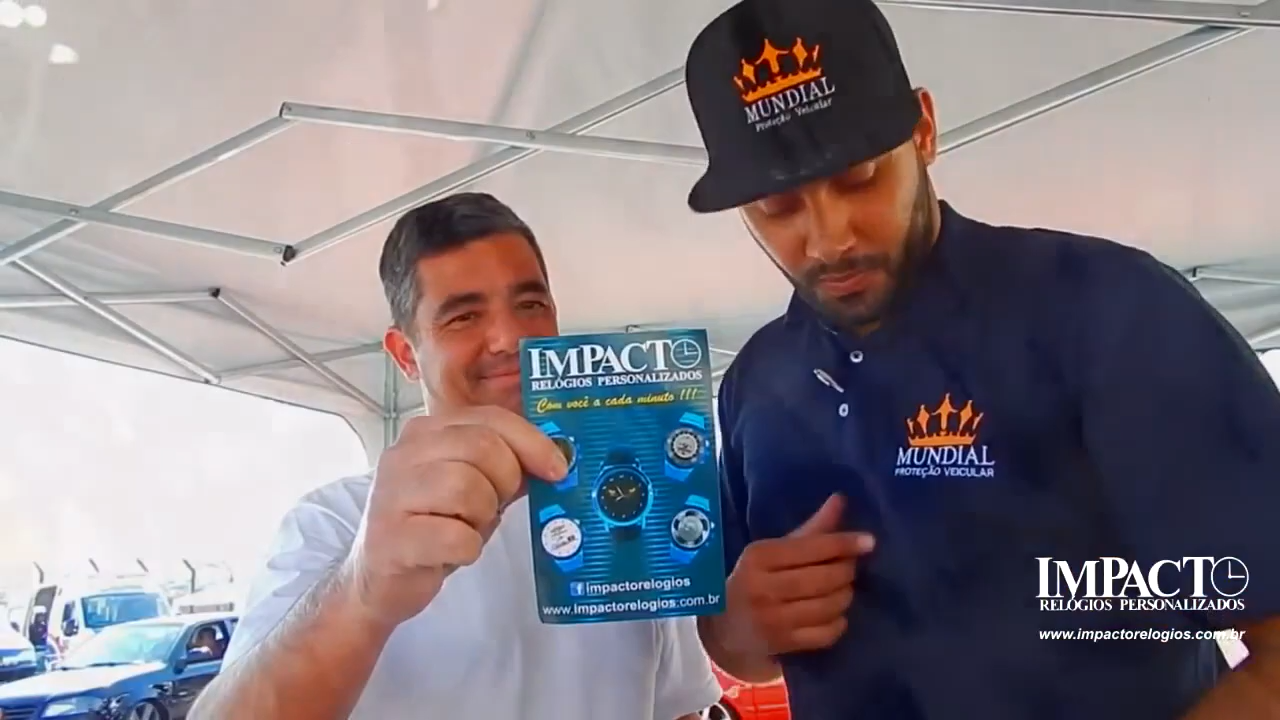 MUNDIAL
Proteção Veicular
IMPACTO
RELÓGIOS PERSONALIZADOS
Com você a cada minuto !!!
impactorelogios
www.impactorelogios.com.br
MUNDIAL
PROTEÇÃO VEICULAR
IMPACTO
RELÓGIOS PERSONALIZADOS
www.impactorelogios.com.br